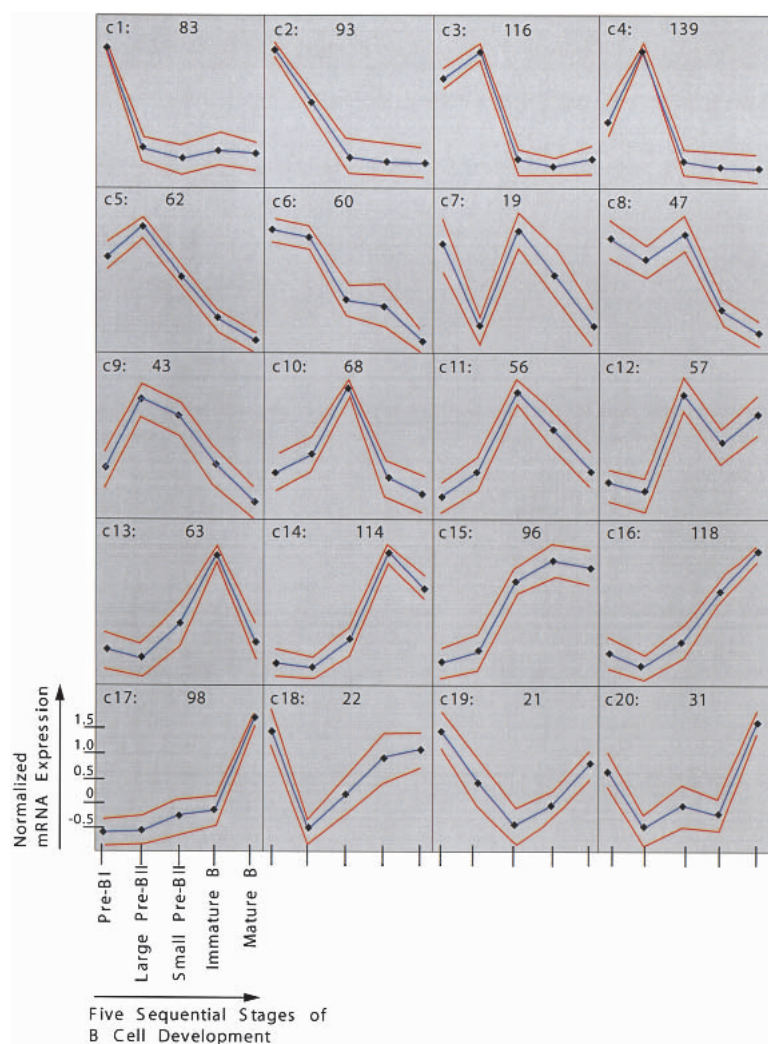 c1: 83
c2: 93
c3: 116
c4: 139
c5: 62
c6: 60
c7: 19
c8: 47
c9: 43
c10: 68
c11: 56
c12: 57
c13: 63
c14: 114
c15: 96
c16: 118
c17: 98
c18: 22
c19: 21
c20: 31
Normalized
mRNA Expression
1.5
1.0
0.5
0
-0.5
Pre-BI
Large Pre-BII
Small Pre-BII
Immature B
Mature B
Five Sequential Stages of
B Cell Development